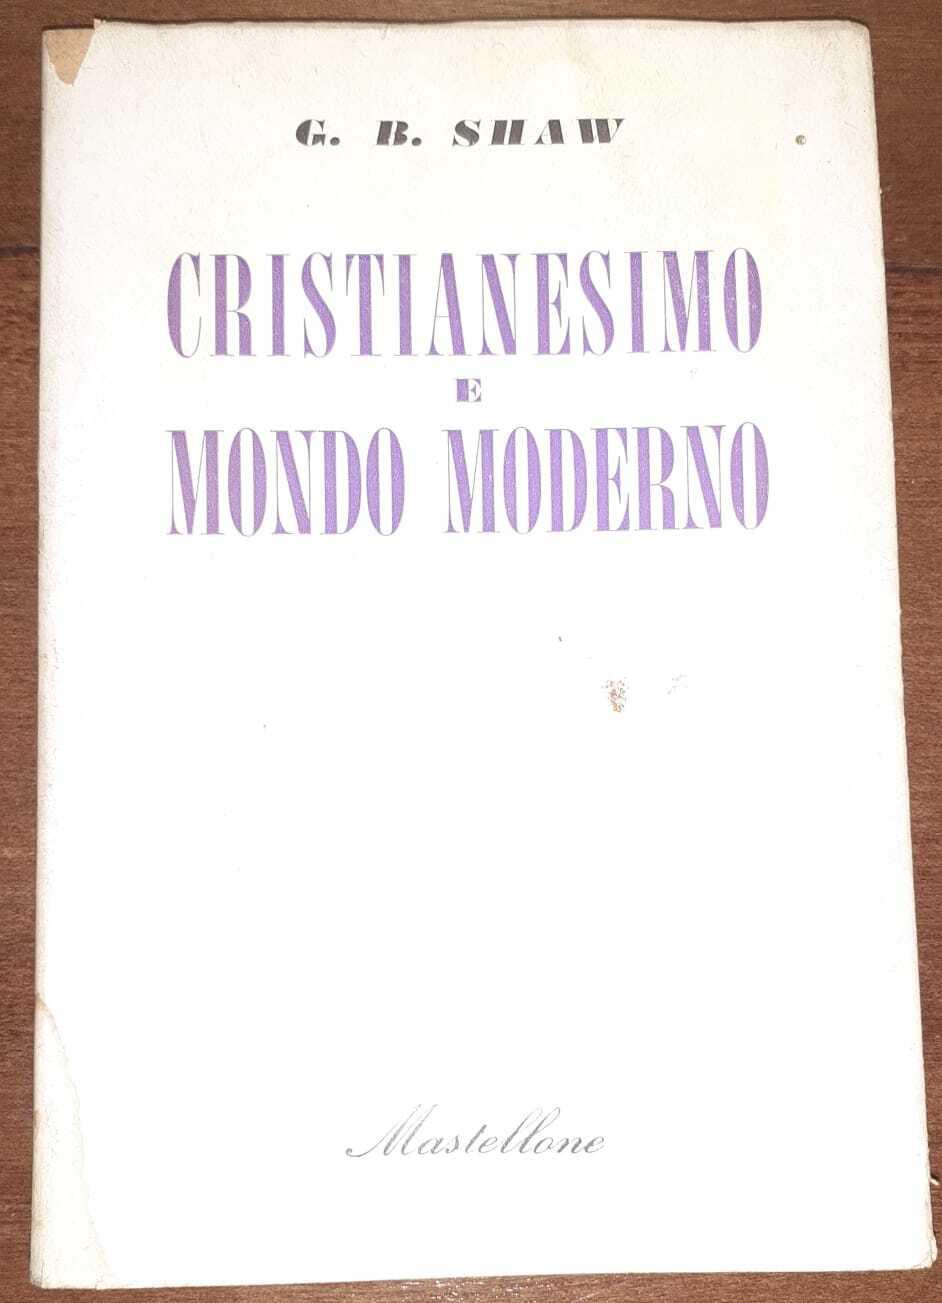 G. B. SHAW
CRISTIANESIMO
E
MONDO MODERNO
Mastellone